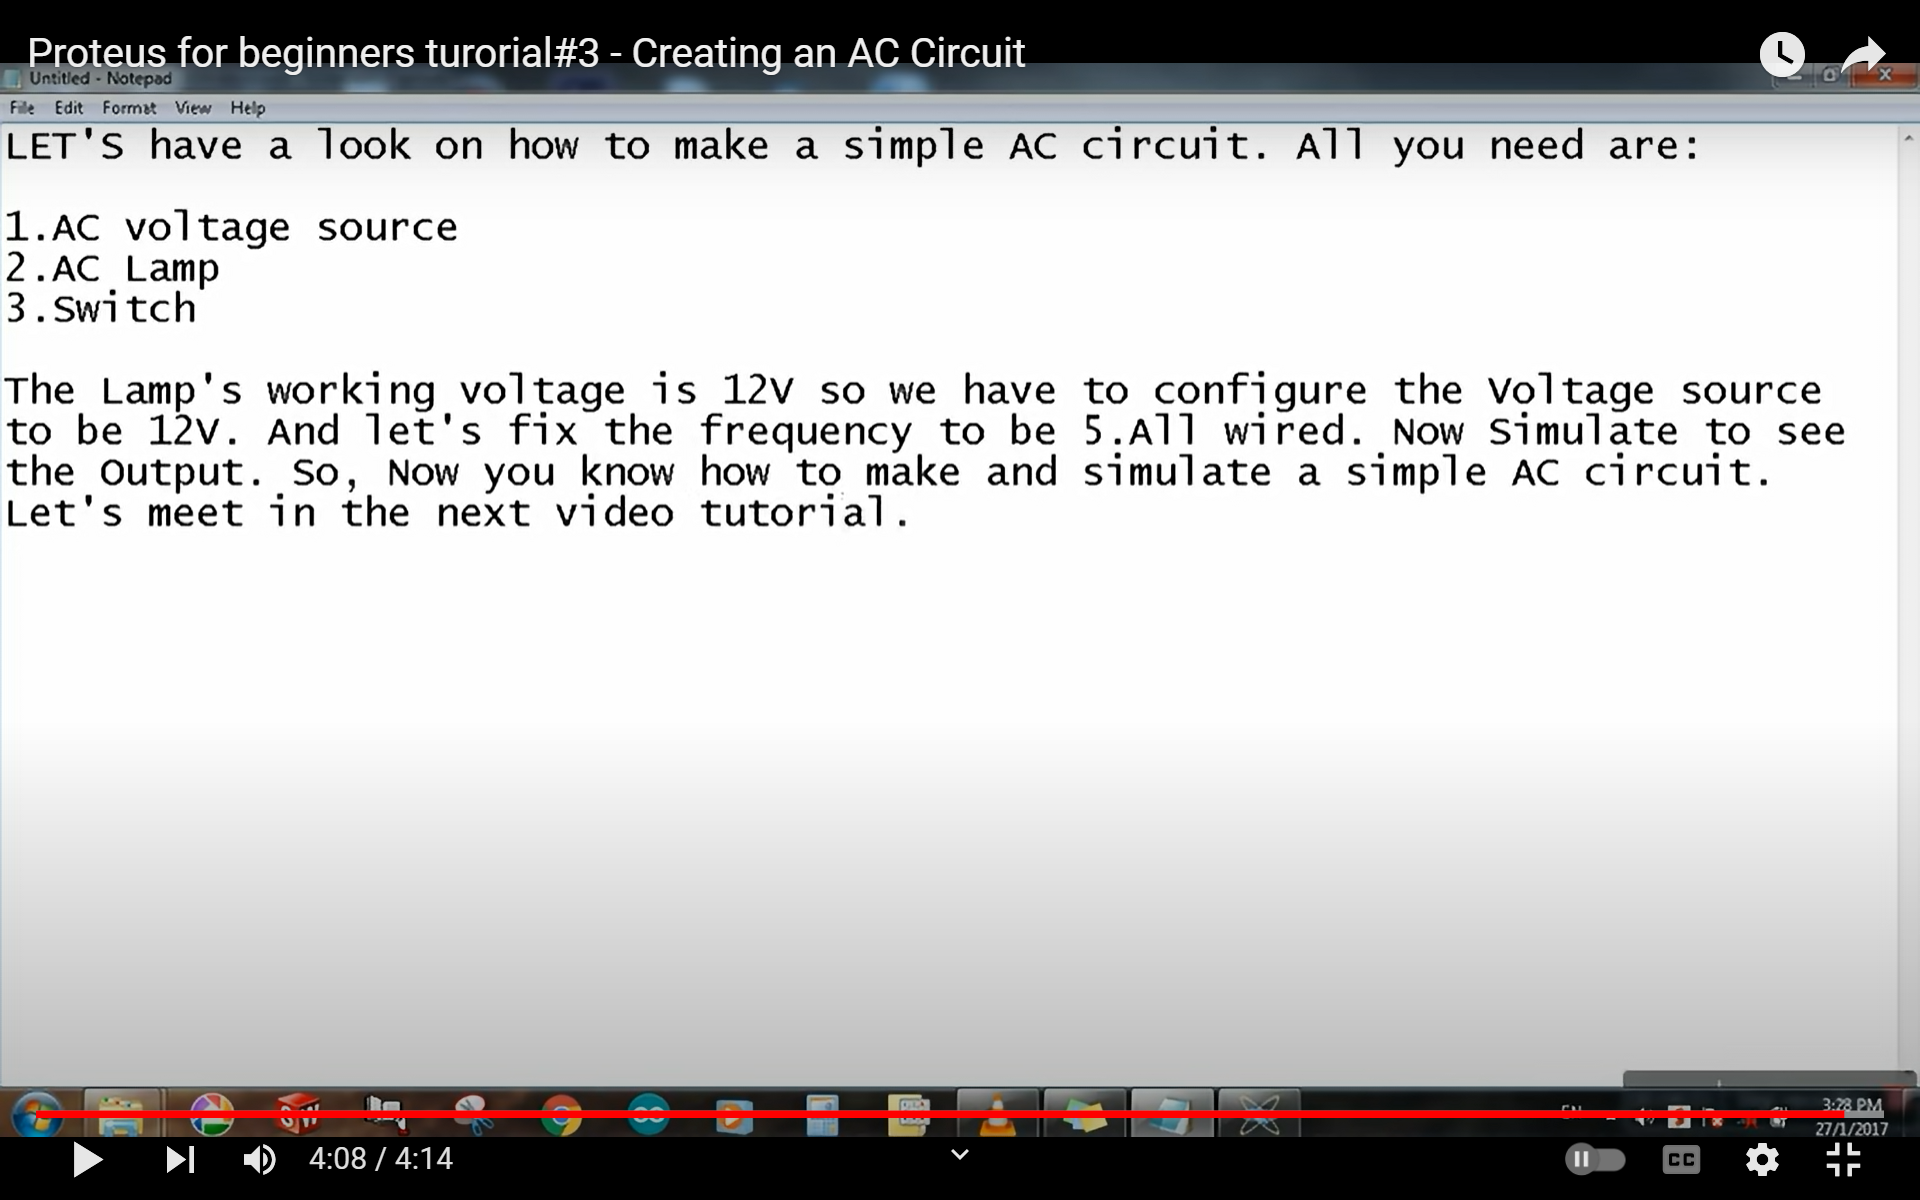 Proteus for beginners turorial#3 - Creating an AC Circuit
Untitled - Notepad
File Edit Format View Help
LET'S have a look on how to make a simple AC circuit. All you need are:
1.AC voltage source
2.AC Lamp
3.Switch
The Lamp's working voltage is 12V so we have to configure the Voltage source
to be 12V. And let's fix the frequency to be 5.All wired. Now Simulate to see
the Output. So, Now you know how to make and simulate a simple AC circuit.
Let's meet in the next video tutorial.
SW
EN
3:28 PM
27/1/2017
4:08 / 4:14
CC